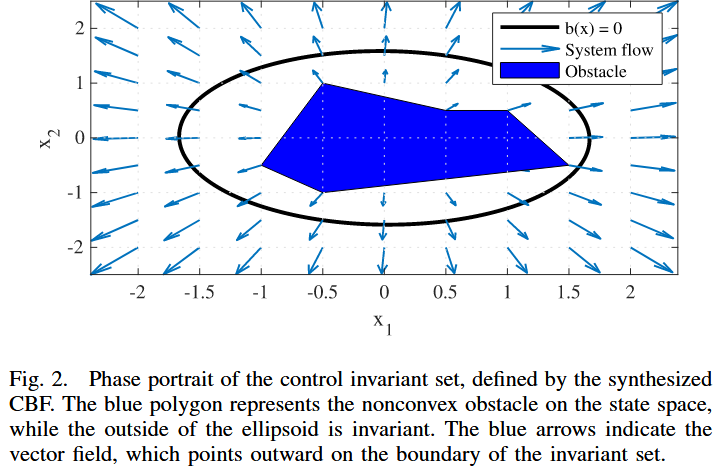 b(x) = 0
System flow
Obstacle
2
1
0
-1
-2
x2
-2
-1.5
-1
-0.5
0
0.5
1
1.5
2
x1
Fig. 2. Phase portrait of the control invariant set, defined by the synthesized
CBF. The blue polygon represents the nonconvex obstacle on the state space,
while the outside of the ellipsoid is invariant. The blue arrows indicate the
vector field, which points outward on the boundary of the invariant set.